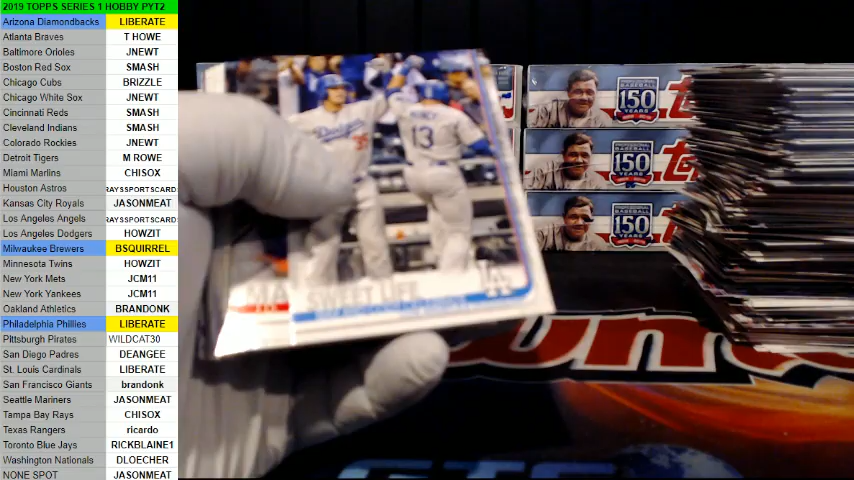 2019 TOPPS SERIES 1 HOBBY PYT2
Arizona Diamondbacks LIBERATE
Atlanta Braves T HOWE
Baltimore Orioles JNEWT
Boston Red Sox SMASH
Chicago Cubs BRIZZLE
Chicago White Sox JNEWT
Cincinnati Reds SMASH
Cleveland Indians SMASH
Colorado Rockies JNEWT
Detroit Tigers M ROWE
Miami Marlins CHISOX
Houston Astros RAYSSPORTSCARD
Kansas City Royals JASONMEAT
Los Angeles Angels RAYSSPORTSCARD
Los Angeles Dodgers HOWZIT
Milwaukee Brewers BSQUIRREL
Minnesota Twins HOWZIT
New York Mets JCM11
New York Yankees JCM11
Oakland Athletics BRANDONK
Philadelphia Phillies LIBERATE
Pittsburgh Pirates WILDCAT30
San Diego Padres DEANGEE
St. Louis Cardinals LIBERATE
San Francisco Giants brandonk
Seattle Mariners JASONMEAT
Tampa Bay Rays CHISOX
Texas Rangers ricardo
Toronto Blue Jays RICKBLAINE1
Washington Nationals DLOECHER
NONE SPOT JASONMEAT
Dodgers
MUNCY
13
SWEET LIFE
LA
150
YEARS
150
YEARS
150
YEARS